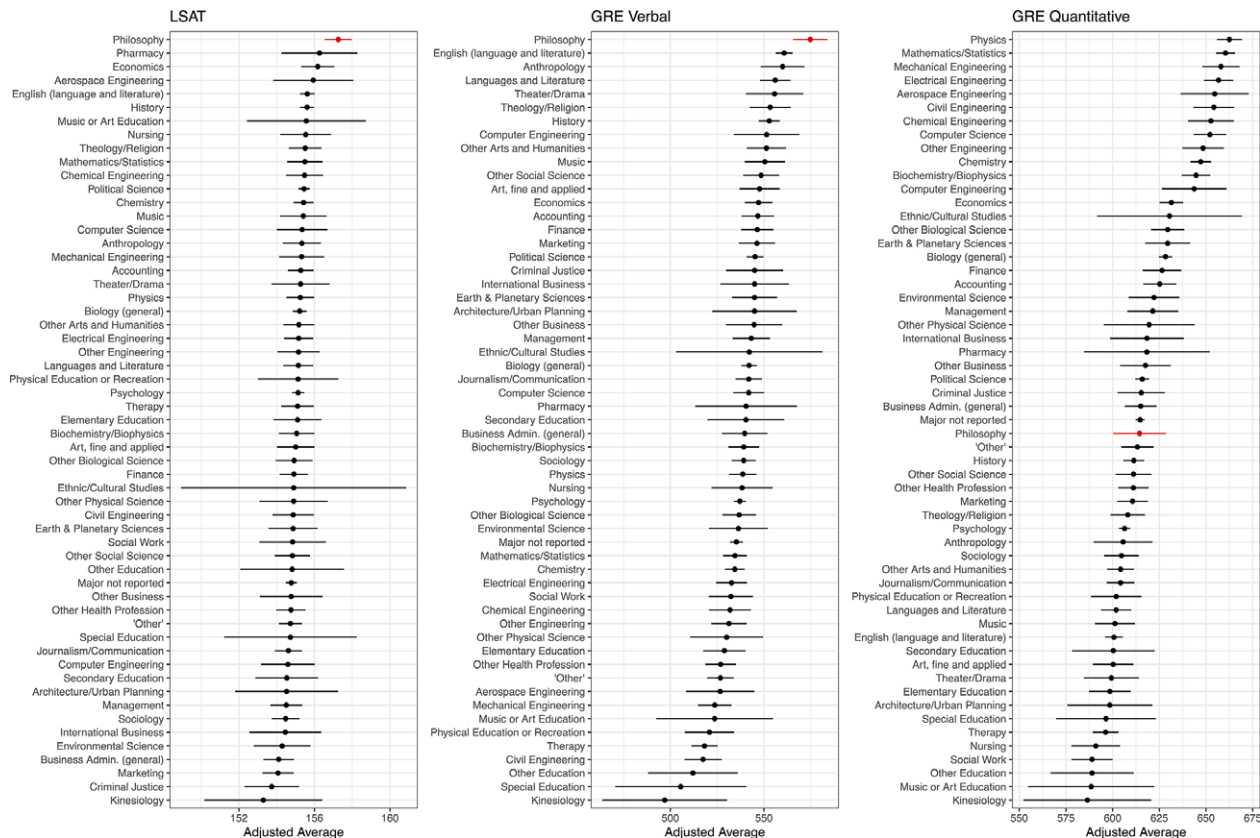 LSAT
Philosophy
Pharmacy
Economics
Aerospace Engineering
English (language and literature)
History
Music or Art Education
Nursing
Theology/Religion
Mathematics/Statistics
Chemical Engineering
Political Science
Chemistry
Music
Computer Science
Anthropology
Mechanical Engineering
Accounting
Theater/Drama
Physics
Biology (general)
Other Arts and Humanities
Electrical Engineering
Other Engineering
Languages and Literature
Physical Education or Recreation
Psychology
Therapy
Elementary Education
Biochemistry/Biophysics
Art, fine and applied
Other Biological Science
Finance
Ethnic/Cultural Studies
Other Physical Science
Civil Engineering
Earth & Planetary Sciences
Social Work
Other Social Science
Other Education
Major not reported
Other Business
Other Health Profession
'Other'
Special Education
Journalism/Communication
Computer Engineering
Secondary Education
Architecture/Urban Planning
Management
Sociology
International Business
Environmental Science
Business Admin. (general)
Marketing
Criminal Justice
Kinesiology
152 156 160
Adjusted Average
GRE Verbal
Philosophy
English (language and literature)
Anthropology
Languages and Literature
Theater/Drama
Theology/Religion
History
Computer Engineering
Other Arts and Humanities
Music
Other Social Science
Art, fine and applied
Economics
Accounting
Finance
Marketing
Political Science
Criminal Justice
International Business
Earth & Planetary Sciences
Architecture/Urban Planning
Other Business
Management
Ethnic/Cultural Studies
Biology (general)
Journalism/Communication
Computer Science
Pharmacy
Secondary Education
Business Admin. (general)
Biochemistry/Biophysics
Sociology
Physics
Nursing
Psychology
Other Biological Science
Environmental Science
Major not reported
Mathematics/Statistics
Chemistry
Electrical Engineering
Social Work
Chemical Engineering
Other Engineering
Other Physical Science
Elementary Education
Other Health Profession
'Other'
Aerospace Engineering
Mechanical Engineering
Music or Art Education
Physical Education or Recreation
Therapy
Civil Engineering
Other Education
Special Education
Kinesiology
500 550
Adjusted Average
GRE Quantitative
Physics
Mathematics/Statistics
Mechanical Engineering
Electrical Engineering
Aerospace Engineering
Civil Engineering
Chemical Engineering
Computer Science
Other Engineering
Chemistry
Biochemistry/Biophysics
Computer Engineering
Economics
Ethnic/Cultural Studies
Other Biological Science
Earth & Planetary Sciences
Biology (general)
Finance
Accounting
Environmental Science
Management
Other Physical Science
International Business
Pharmacy
Other Business
Political Science
Criminal Justice
Business Admin. (general)
Major not reported
Philosophy
'Other'
History
Other Social Science
Other Health Profession
Marketing
Theology/Religion
Psychology
Anthropology
Sociology
Other Arts and Humanities
Journalism/Communication
Physical Education or Recreation
Languages and Literature
Music
English (language and literature)
Secondary Education
Art, fine and applied
Theater/Drama
Elementary Education
Architecture/Urban Planning
Special Education
Therapy
Nursing
Social Work
Other Education
Music or Art Education
Kinesiology
550 575 600 625 650
Adjusted Average